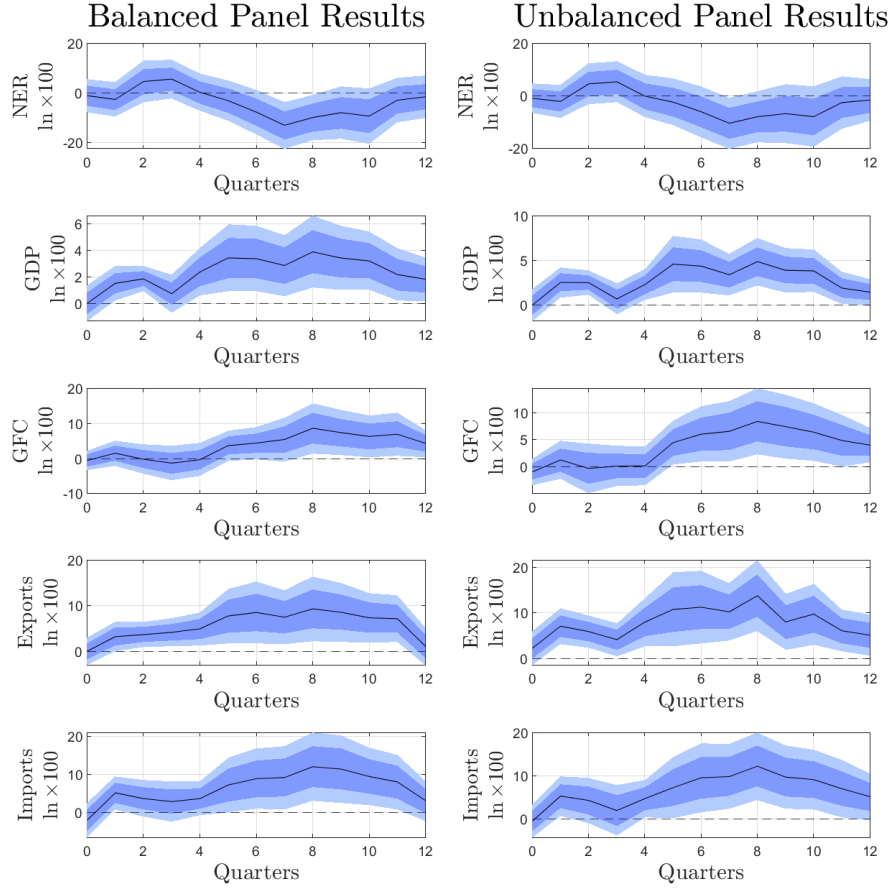 Balanced Panel Results
Unbalanced Panel Results
NER
ln ×100
20
0
-20
0 2 4 6 8 10 12
Quarters
NER
ln ×100
20
0
-20
0 2 4 6 8 10 12
Quarters
GDP
ln ×100
6
4
2
0
0 2 4 6 8 10 12
Quarters
GDP
ln ×100
10
5
0
0 2 4 6 8 10 12
Quarters
GFC
ln ×100
20
10
0
-10
0 2 4 6 8 10 12
Quarters
GFC
ln ×100
10
5
0
0 2 4 6 8 10 12
Quarters
Exports
ln ×100
20
10
0
0 2 4 6 8 10 12
Quarters
Exports
ln ×100
20
10
0
0 2 4 6 8 10 12
Quarters
Imports
ln ×100
20
10
0
0 2 4 6 8 10 12
Quarters
Imports
ln ×100
20
10
0
0 2 4 6 8 10 12
Quarters